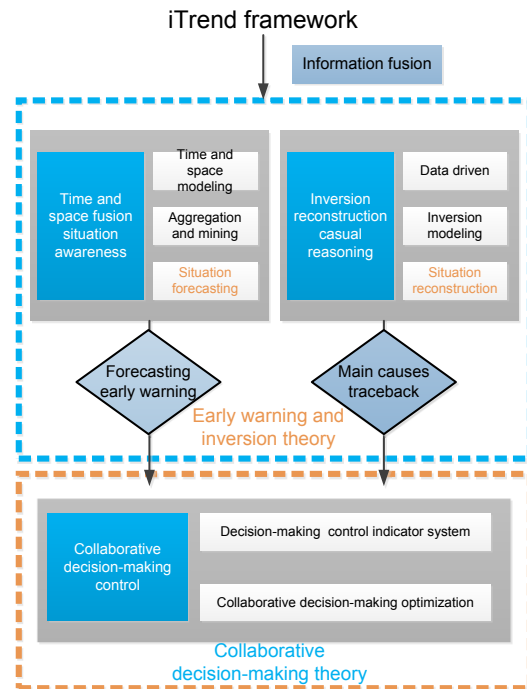 iTrend framework
Information fusion
Time and
space fusion
situation
awareness
Time and
space
modeling
Aggregation
and mining
Situation
forecasting
Inversion
reconstruction
casual
reasoning
Data driven
Inversion
modeling
Situation
reconstruction
Forecasting
early warning
Main causes
traceback
Early warning and
inversion theory
Collaborative
decision-making
control
Decision-making control indicator system
Collaborative decision-making optimization
Collaborative
decision-making theory